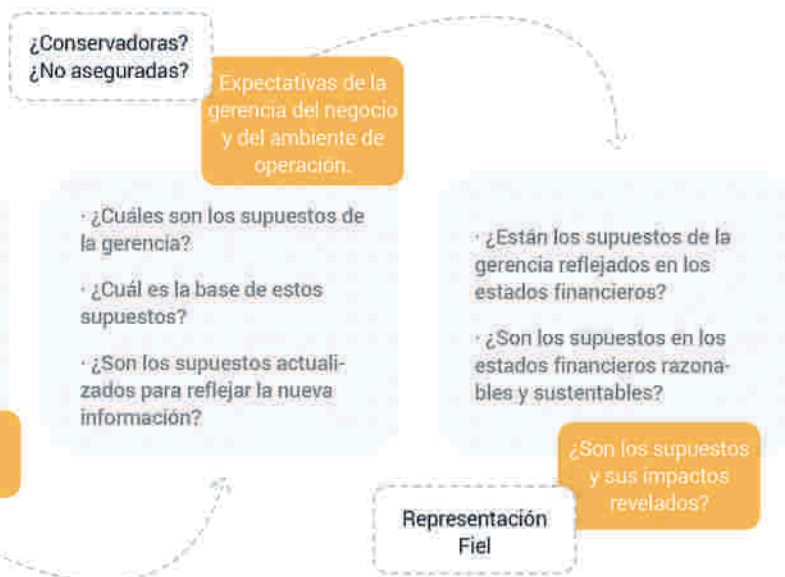 ¿Conservadoras?
¿No aseguradas?
Expectativas de la
gerencia del negocio
y del ambiente de
operación.
· ¿Cuáles son los supuestos de
la gerencia?
· ¿Cuál es la base de estos
supuestos?
· ¿Son los supuestos actuali-
zados para reflejar la nueva
información?
· ¿Están los supuestos de la
gerencia reflejados en los
estados financieros?
· ¿Son los supuestos en los
estados financieros razona-
bles y sustentables?
¿Son los supuestos
y sus impactos
revelados?
Representación
Fiel